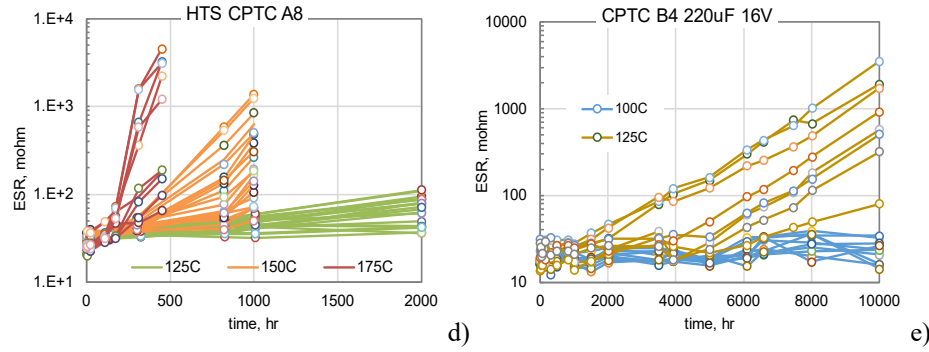 HTS CPTC A8
1.E+4
1.E+3
1.E+2
1.E+1
ESR, mohm
125C 150C 175C
0 500 1000 1500 2000
time, hr
d)
CPTC B4 220uF 16V
10000
1000
100
10
ESR, mohm
100C
125C
0 2000 4000 6000 8000 10000
time, hr
e)